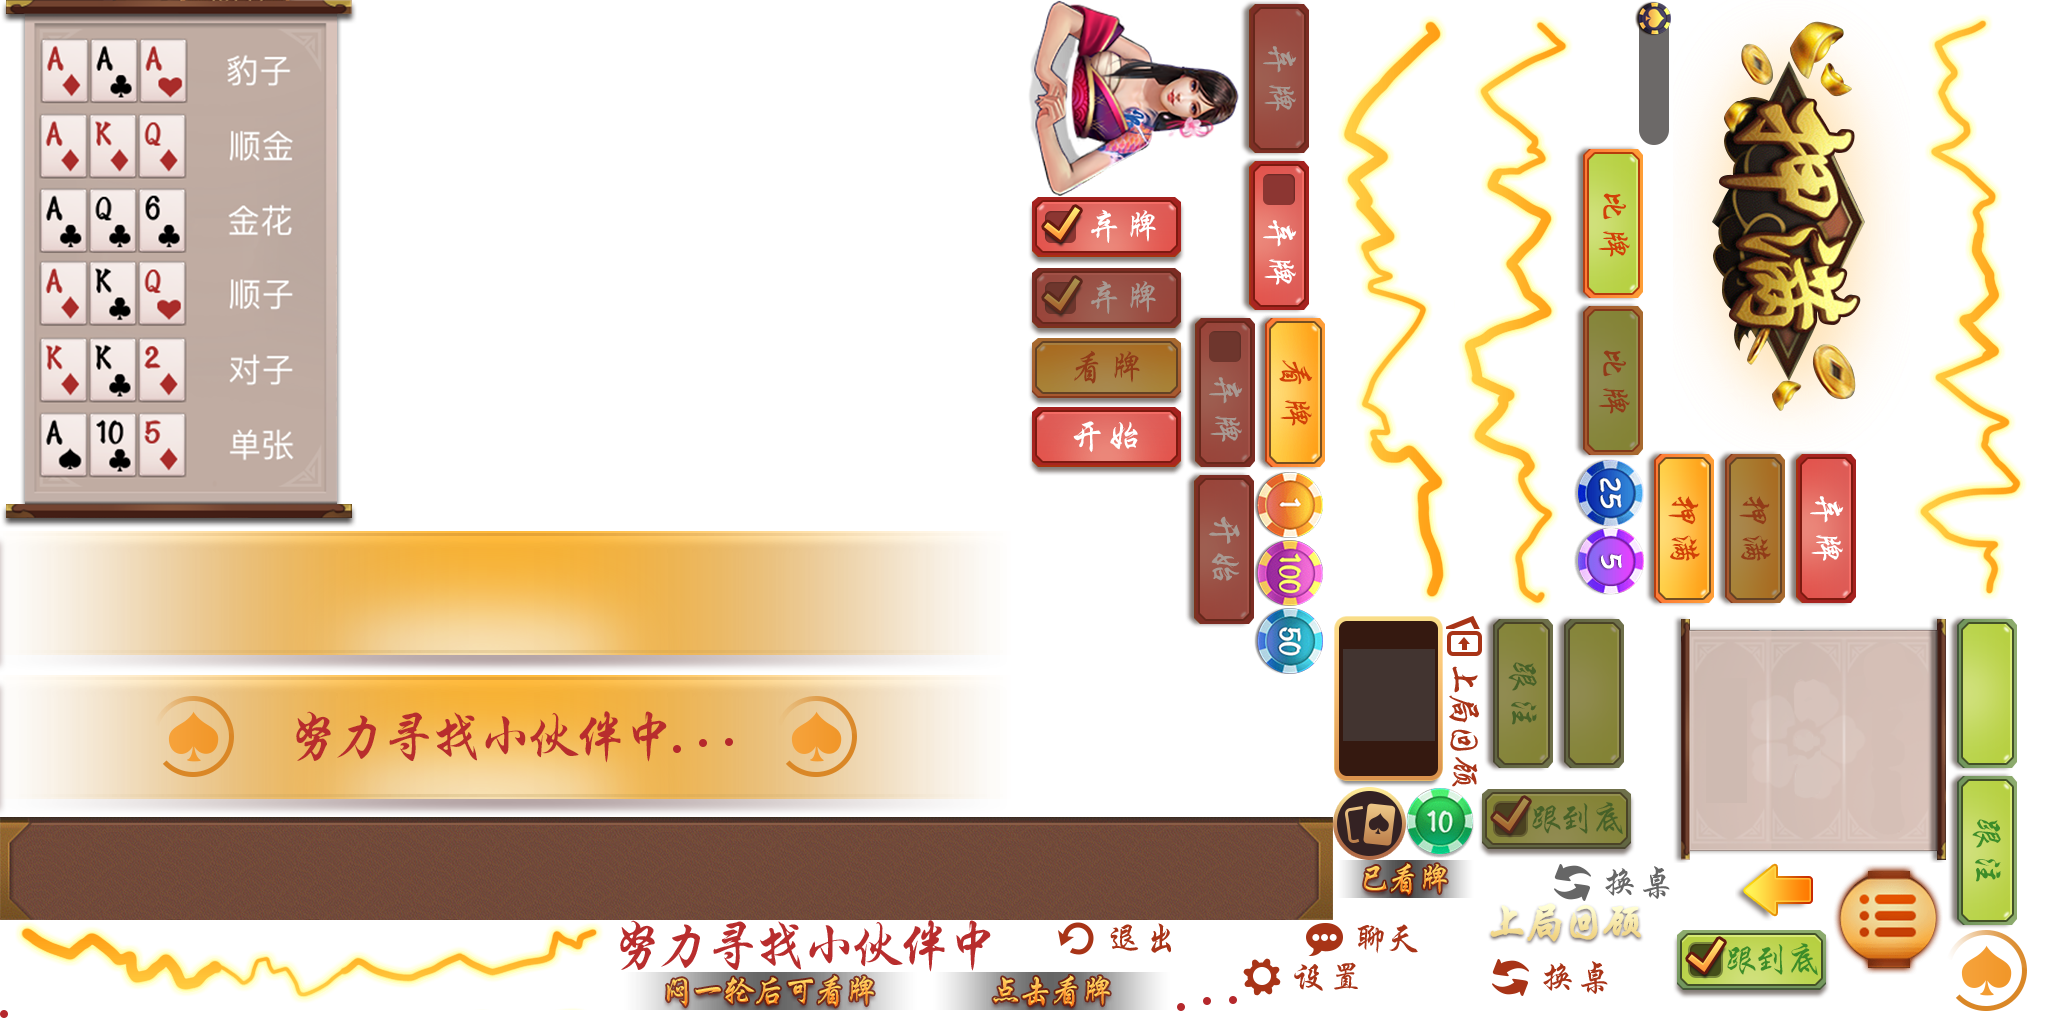 A A A 豹子
A K Q 顺金
A Q 6 金花
A K Q 顺子
K K 2 对子
A 10 5 单张
努力寻找小伙伴中...
弃牌
弃牌
看牌
开始
弃牌
弃牌
弃牌
看牌
开始
1
100
50
比牌
比牌
25
5
押满
押满
押满
弃牌
上局回顾
跟注
跟注
10
跟到底
已看牌
换桌
上局回顾
跟到底
努力寻找小伙伴中
退出
聊天
设置
换桌
闷一轮后可看牌
点击看牌
...